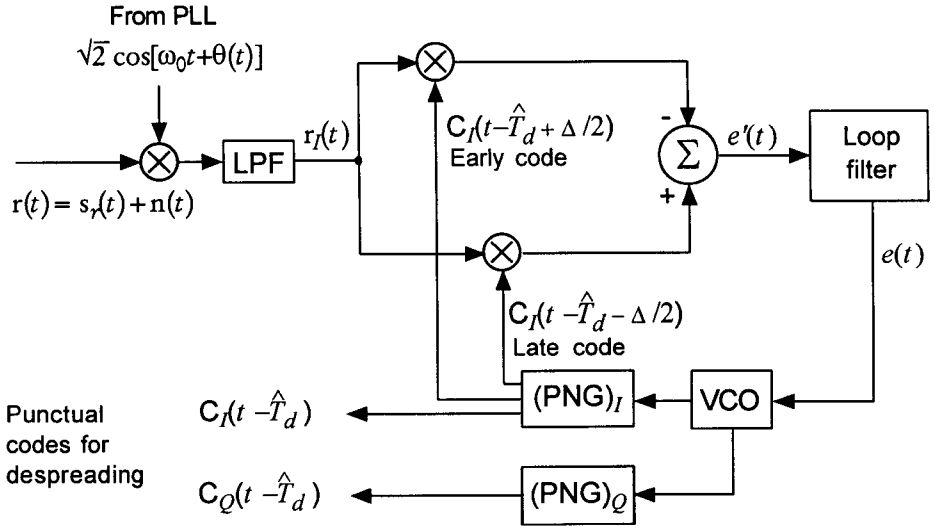 From PLL
√2 cos[ω₀t+θ(t)]
r(t) = sᵣ(t) + n(t)
LPF
r_I(t)
C_I(t−T̂_d + Δ/2)
Early code
-
Σ
+
e'(t)
Loop
filter
e(t)
C_I(t −T̂_d − Δ/2)
Late code
(PNG)_I
VCO
Punctual
codes for
despreading
C_I(t −T̂_d)
C_Q(t −T̂_d)
(PNG)_Q